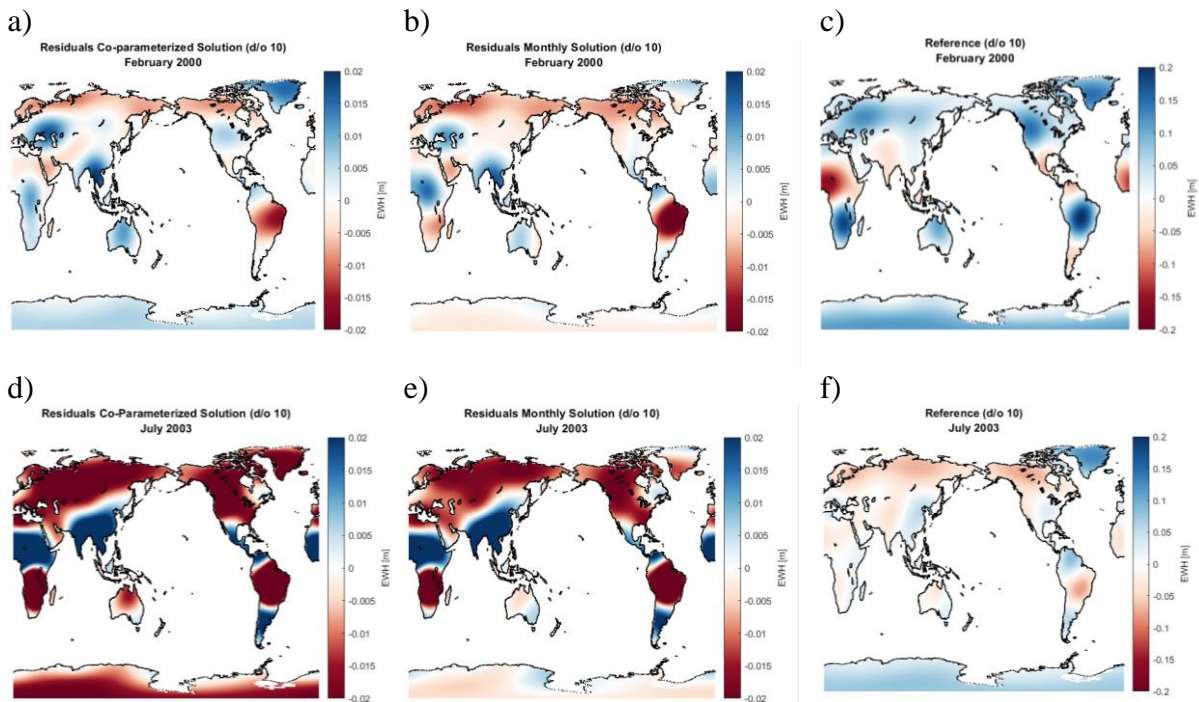 a)
Residuals Co-parameterized Solution (d/o 10)
February 2000
0.02
0.015
0.01
0.005
0
-0.005
-0.01
-0.015
-0.02
EWH [m]
b)
Residuals Monthly Solution (d/o 10)
February 2000
0.02
0.015
0.01
0.005
0
-0.005
-0.01
-0.015
-0.02
EWH [m]
c)
Reference (d/o 10)
February 2000
0.2
0.15
0.1
0.05
0
-0.05
-0.1
-0.15
-0.2
EWH [m]
d)
Residuals Co-Parameterized Solution (d/o 10)
July 2003
0.02
0.015
0.01
0.005
0
-0.005
-0.01
-0.015
-0.02
EWH [m]
e)
Residuals Monthly Solution (d/o 10)
July 2003
0.02
0.015
0.01
0.005
0
-0.005
-0.01
-0.015
-0.02
EWH [m]
f)
Reference (d/o 10)
July 2003
0.2
0.15
0.1
0.05
0
-0.05
-0.1
-0.15
-0.2
EWH [m]